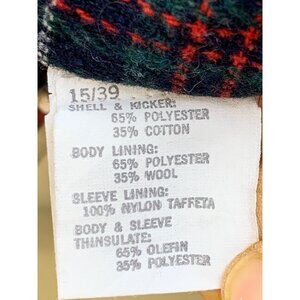 15/39
SHELL & KICKER:
65% POLYESTER
35% COTTON
BODY LINING:
65% POLYESTER
35% WOOL
SLEEVE LINING:
100% NYLON TAFFETA
BODY & SLEEVE
THINSULATE:
65% OLEFIN
35% POLYESTER